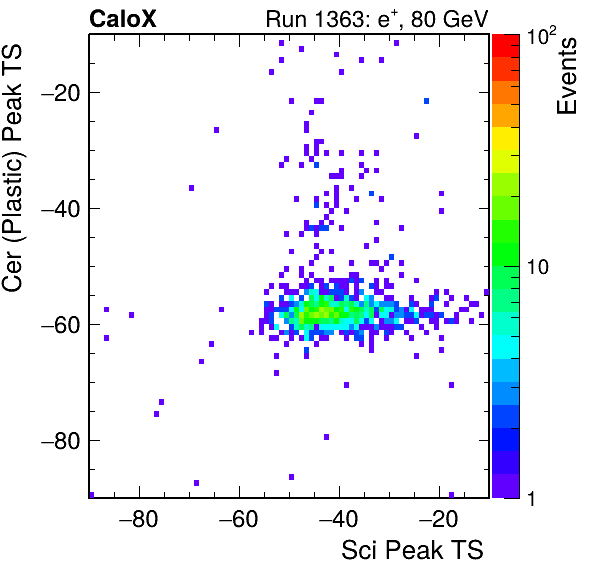 CaloX
Run 1363: e⁺, 80 GeV
Cer (Plastic) Peak TS
−20
−40
−60
−80
−80
−60
−40
−20
Sci Peak TS
10²
10
1
Events